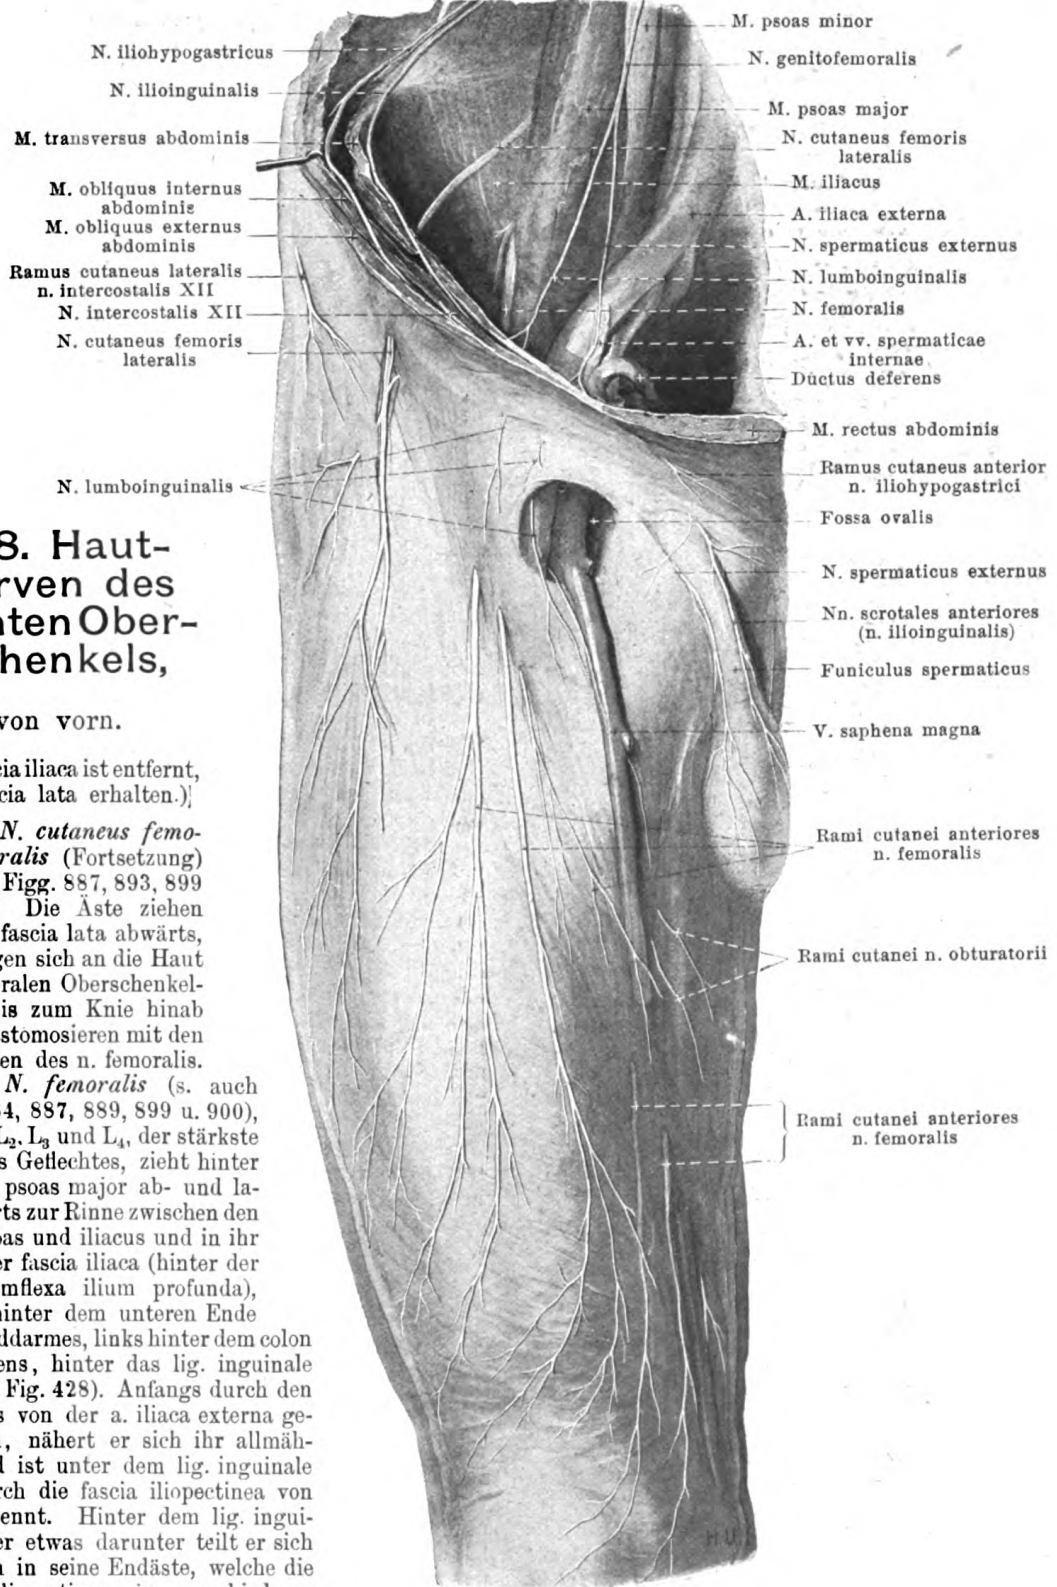 N. iliohypogastricus
N. ilioinguinalis
M. transversus abdominis
M. obliquus internus
abdominis
M. obliquus externus
abdominis
Ramus cutaneus lateralis
n. intercostalis XII
N. intercostalis XII
N. cutaneus femoris
lateralis
N. lumboinguinalis
M. psoas minor
N. genitofemoralis
M. psoas major
N. cutaneus femoris
lateralis
M. iliacus
A. iliaca externa
N. spermaticus externus
N. lumboinguinalis
N. femoralis
A. et vv. spermaticae
internae
Ductus deferens
M. rectus abdominis
Ramus cutaneus anterior
n. iliohypogastrici
Fossa ovalis
N. spermaticus externus
Nn. scrotales anteriores
(n. ilioinguinalis)
Funiculus spermaticus
V. saphena magna
Rami cutanei anteriores
n. femoralis
Rami cutanei n. obturatorii
Rami cutanei anteriores
n. femoralis
8. Haut-
rven des
ten Ober-
henkels,
von vorn.
cia iliaca ist entfernt,
cia lata erhalten.)
N. cutaneus femo-
ralis (Fortsetzung)
Figg. 887, 893, 899
Die Äste ziehen
fascia lata abwärts,
gen sich an die Haut
ralen Oberschenkel-
is zum Knie hinab
stomosieren mit den
en des n. femoralis.
N. femoralis (s. auch
4, 887, 889, 899 u. 900),
L2, L3 und L4, der stärkste
s Geflechtes, zieht hinter
psoas major ab- und la-
rts zur Rinne zwischen den
oas und iliacus und in ihr
er fascia iliaca (hinter der
mflexa ilium profunda),
hinter dem unteren Ende
ddarmes, links hinter dem colon
ens, hinter das lig. inguinale
Fig. 428). Anfangs durch den
s von der a. iliaca externa ge-
, nähert er sich ihr allmäh-
d ist unter dem lig. inguinale
rch die fascia iliopectinea von
ennt. Hinter dem lig. ingui-
er etwas darunter teilt er sich
n in seine Endäste, welche die
H.U.